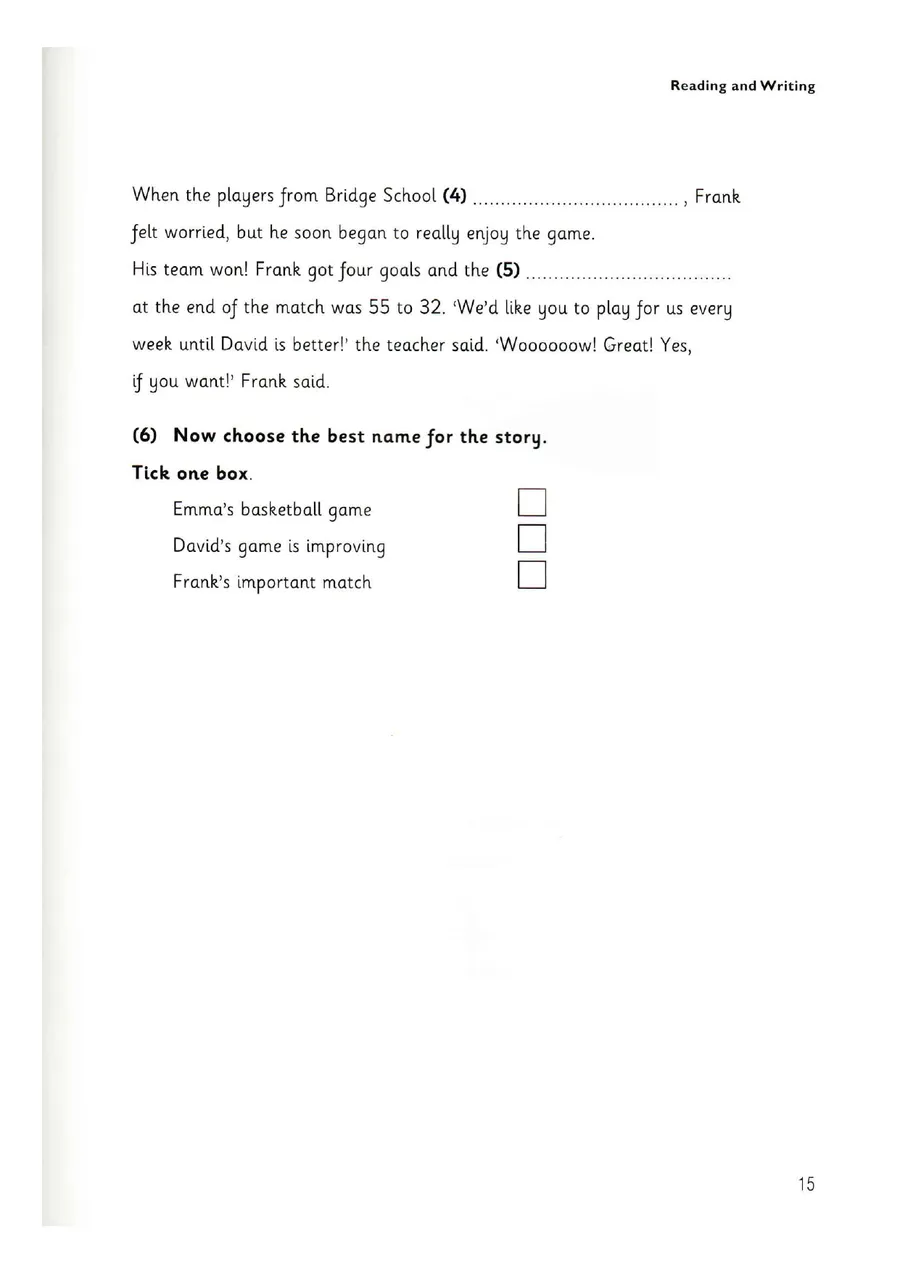 Reading and Writing
When the players from Bridge School (4) ..................................... , Frank
felt worried, but he soon began to really enjoy the game.
His team won! Frank got four goals and the (5) .....................................
at the end of the match was 55 to 32. ‘We’d like you to play for us every
week until David is better!’ the teacher said. ‘Woooooow! Great! Yes,
if you want!’ Frank said.
(6) Now choose the best name for the story.
Tick one box.
Emma’s basketball game
David’s game is improving
Frank’s important match
15